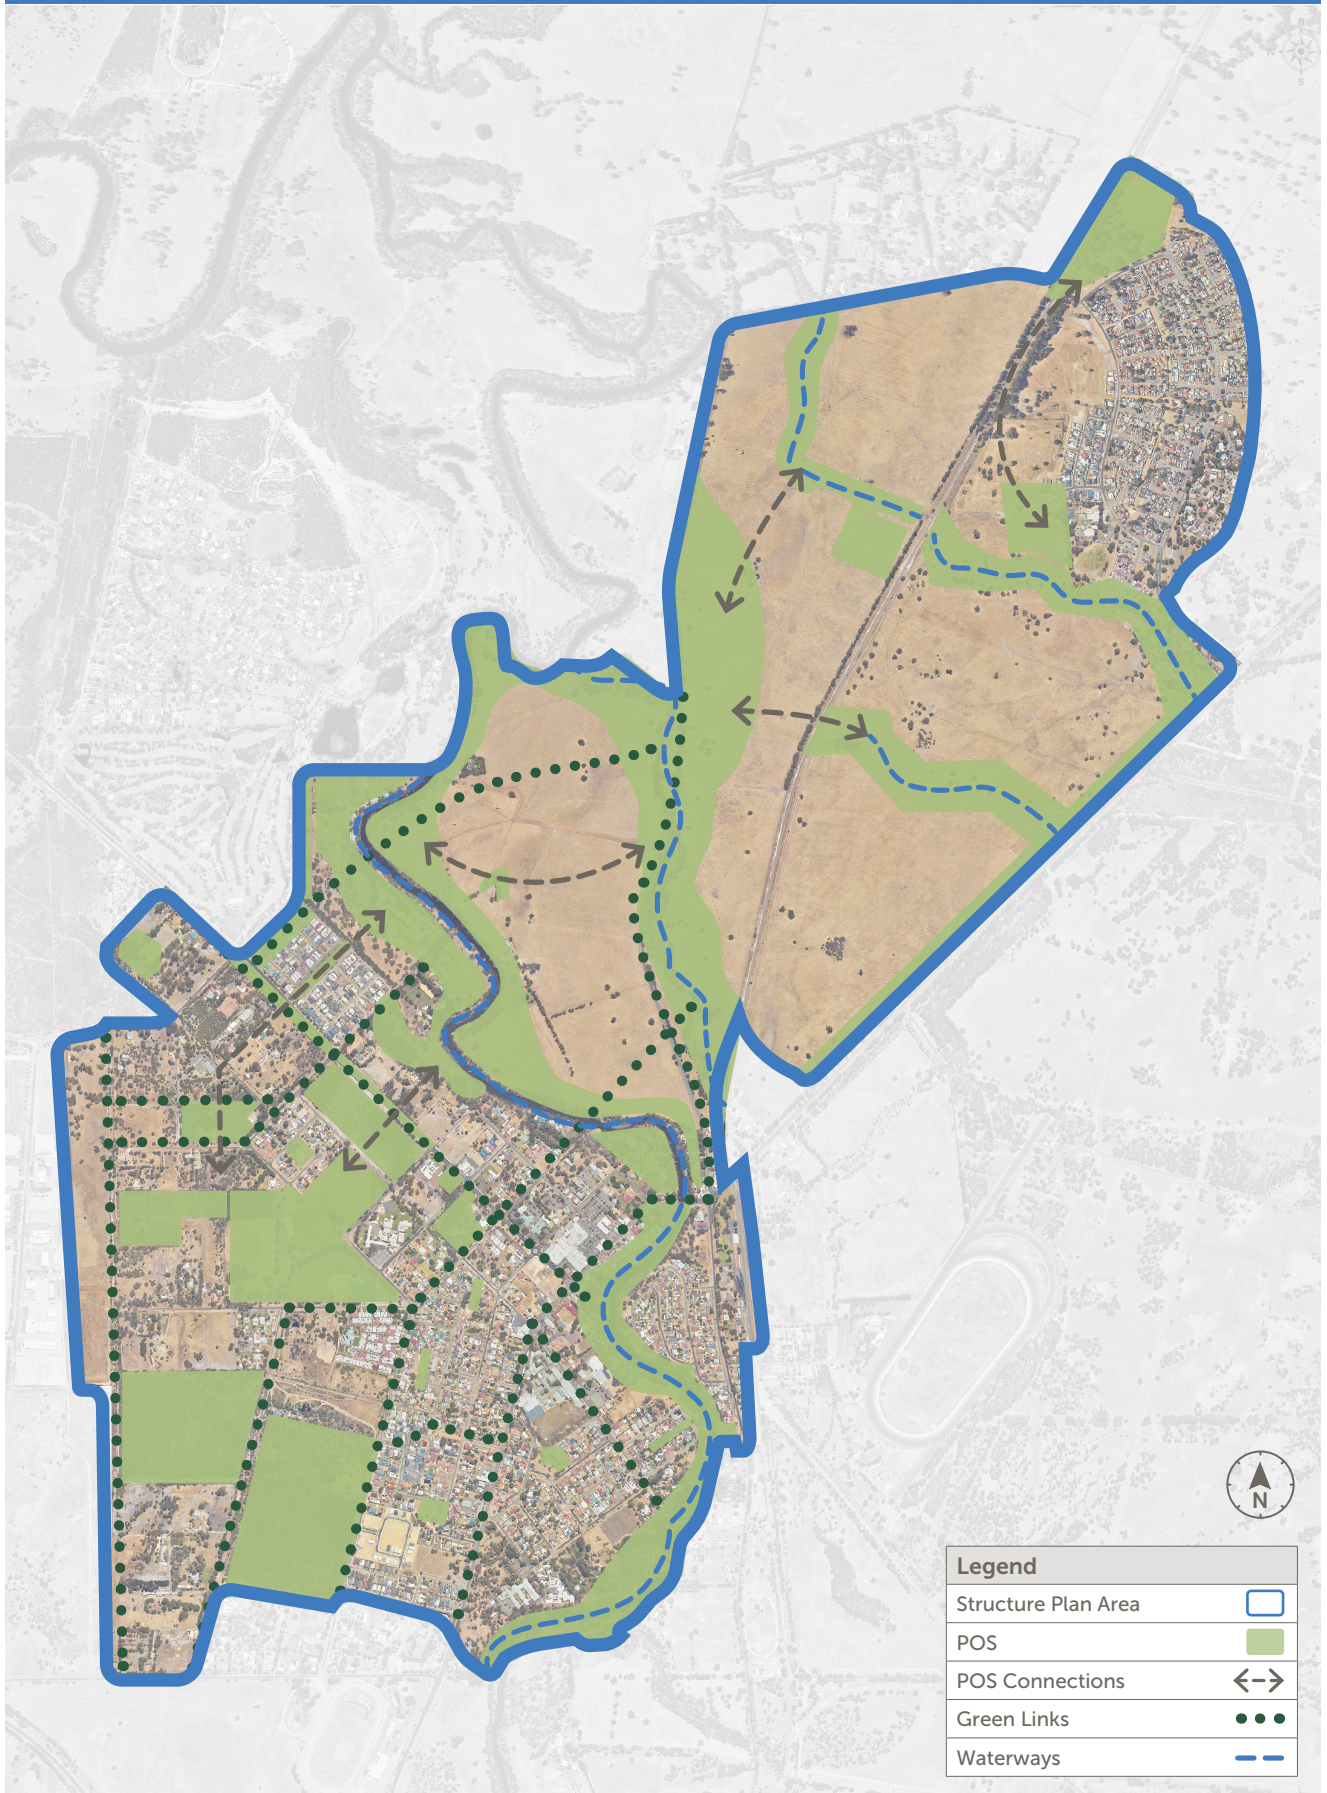 N
W
S
N
Legend
Structure Plan Area
POS
POS Connections
Green Links
Waterways